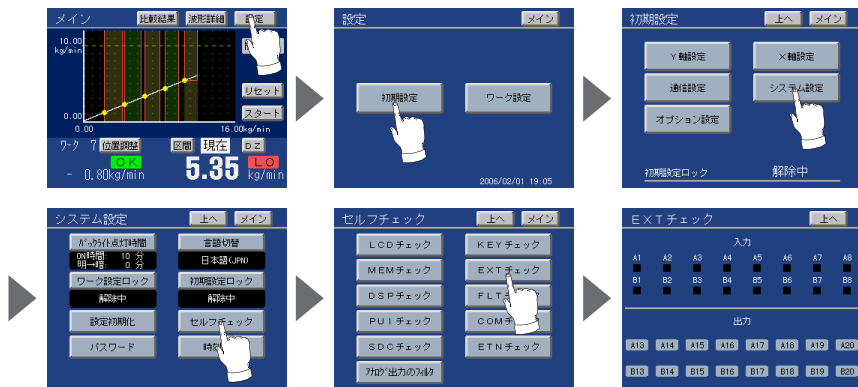 メイン 比較結果 波形詳細 設定
10.00
kg/min
リセット
スタート
0.00
0.00 16.00kg/min
ワーク 7 位置調整 区間 現在 DZ
OK LO
- 0.80kg/min 5.35 kg/min
設定 メイン
初期設定 ワーク設定
2006/02/01 19:05
初期設定 上へ メイン
Y軸設定 X軸設定
通信設定 システム設定
オプション設定
初期設定ロック 解除中
システム設定 上へ メイン
バックライト点灯時間 言語切替
ON時間: 10 分
明→暗: 0 分
日本語(JPN)
ワーク設定ロック 初期設定ロック
解除中 解除中
設定初期化 セルフチェック
パスワード 時
セルフチェック 上へ メイン
LCDチェック KEYチェック
MEMチェック EXTチェック
DSPチェック FLT
PUIチェック COMチェック
SDCチェック ETNチェック
アナログ出力のフィルタ
EXTチェック 上へ
入力
A1 A2 A3 A4 A5 A6 A7 A8
B1 B2 B3 B4 B5 B6 B7 B8
出力
A13 A14 A15 A16 A17 A18 A19 A20
B13 B14 B15 B16 B17 B18 B19 B20